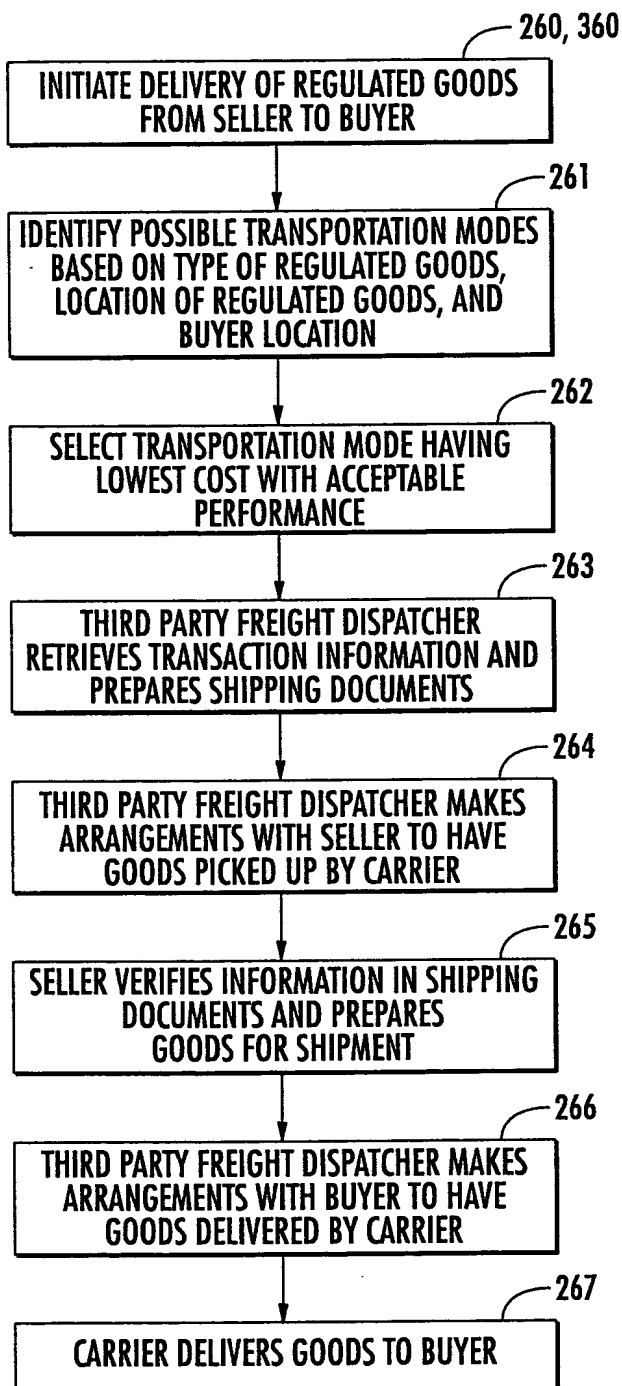 260, 360
INITIATE DELIVERY OF REGULATED GOODS
FROM SELLER TO BUYER
261
IDENTIFY POSSIBLE TRANSPORTATION MODES
BASED ON TYPE OF REGULATED GOODS,
LOCATION OF REGULATED GOODS, AND
BUYER LOCATION
262
SELECT TRANSPORTATION MODE HAVING
LOWEST COST WITH ACCEPTABLE
PERFORMANCE
263
THIRD PARTY FREIGHT DISPATCHER
RETRIEVES TRANSACTION INFORMATION AND
PREPARES SHIPPING DOCUMENTS
264
THIRD PARTY FREIGHT DISPATCHER MAKES
ARRANGEMENTS WITH SELLER TO HAVE
GOODS PICKED UP BY CARRIER
265
SELLER VERIFIES INFORMATION IN SHIPPING
DOCUMENTS AND PREPARES
GOODS FOR SHIPMENT
266
THIRD PARTY FREIGHT DISPATCHER MAKES
ARRANGEMENTS WITH BUYER TO HAVE
GOODS DELIVERED BY CARRIER
267
CARRIER DELIVERS GOODS TO BUYER